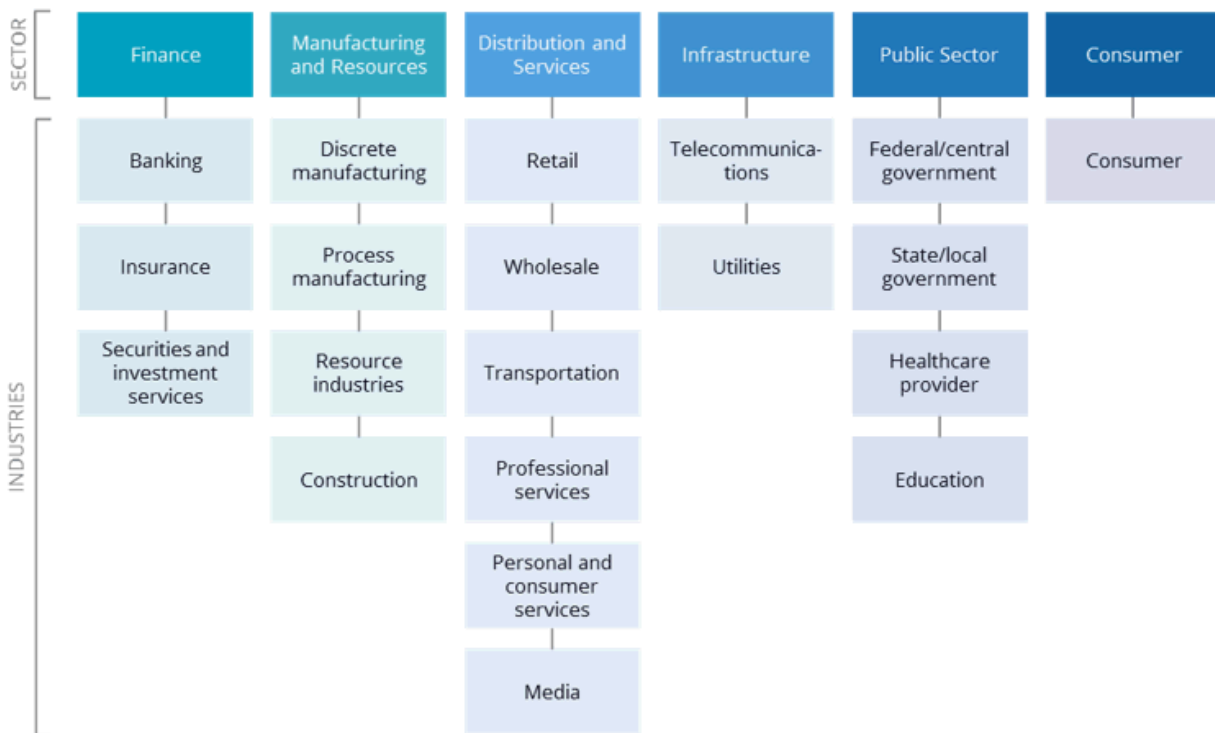 SECTOR
Finance
Manufacturing
and Resources
Distribution and
Services
Infrastructure
Public Sector
Consumer
INDUSTRIES
Banking
Discrete
manufacturing
Retail
Telecommunica-
tions
Federal/central
government
Consumer
Insurance
Process
manufacturing
Wholesale
Utilities
State/local
government
Securities and
investment
services
Resource
industries
Transportation
Healthcare
provider
Construction
Professional
services
Education
Personal and
consumer
services
Media